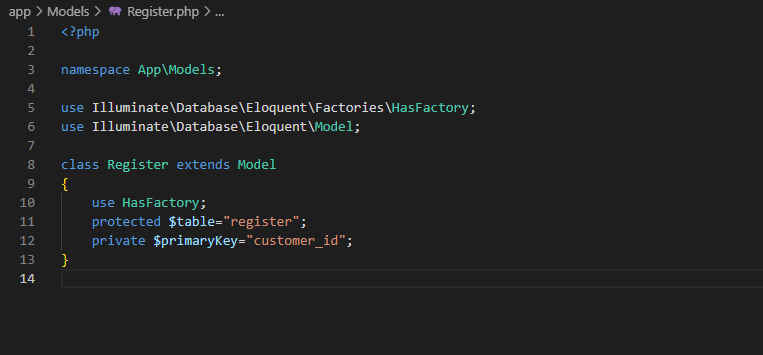 app > Models > Register.php > ...
1 <?php
2
3 namespace App\Models;
4
5 use Illuminate\Database\Eloquent\Factories\HasFactory;
6 use Illuminate\Database\Eloquent\Model;
7
8 class Register extends Model
9 {
10     use HasFactory;
11     protected $table="register";
12     private $primaryKey="customer_id";
13 }
14